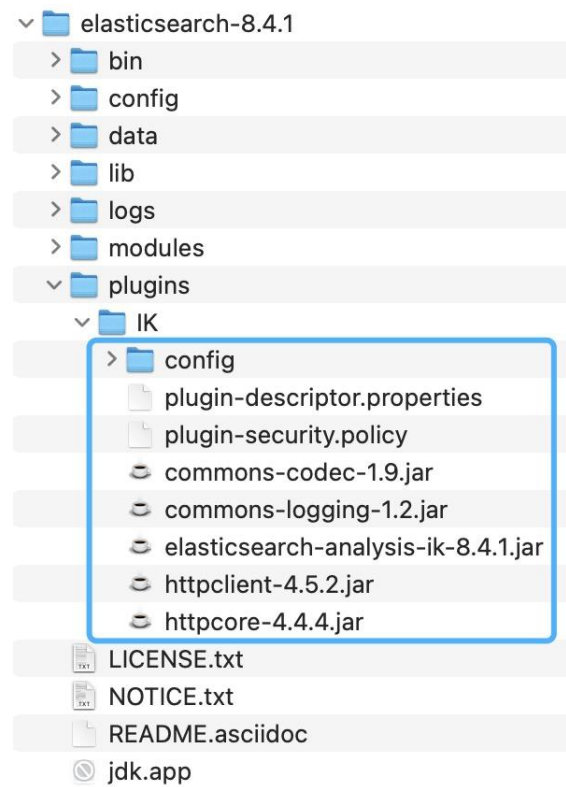 elasticsearch-8.4.1
bin
config
data
lib
logs
modules
plugins
IK
config
plugin-descriptor.properties
plugin-security.policy
commons-codec-1.9.jar
commons-logging-1.2.jar
elasticsearch-analysis-ik-8.4.1.jar
httpclient-4.5.2.jar
httpcore-4.4.4.jar
LICENSE.txt
NOTICE.txt
README.asciidoc
jdk.app